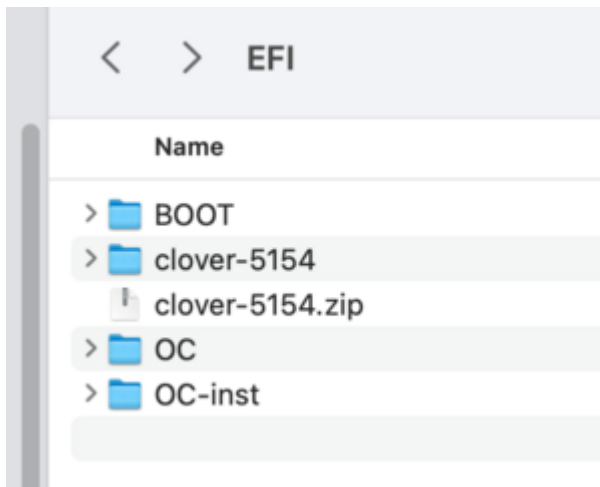 EFI
Name
BOOT
clover-5154
clover-5154.zip
OC
OC-inst